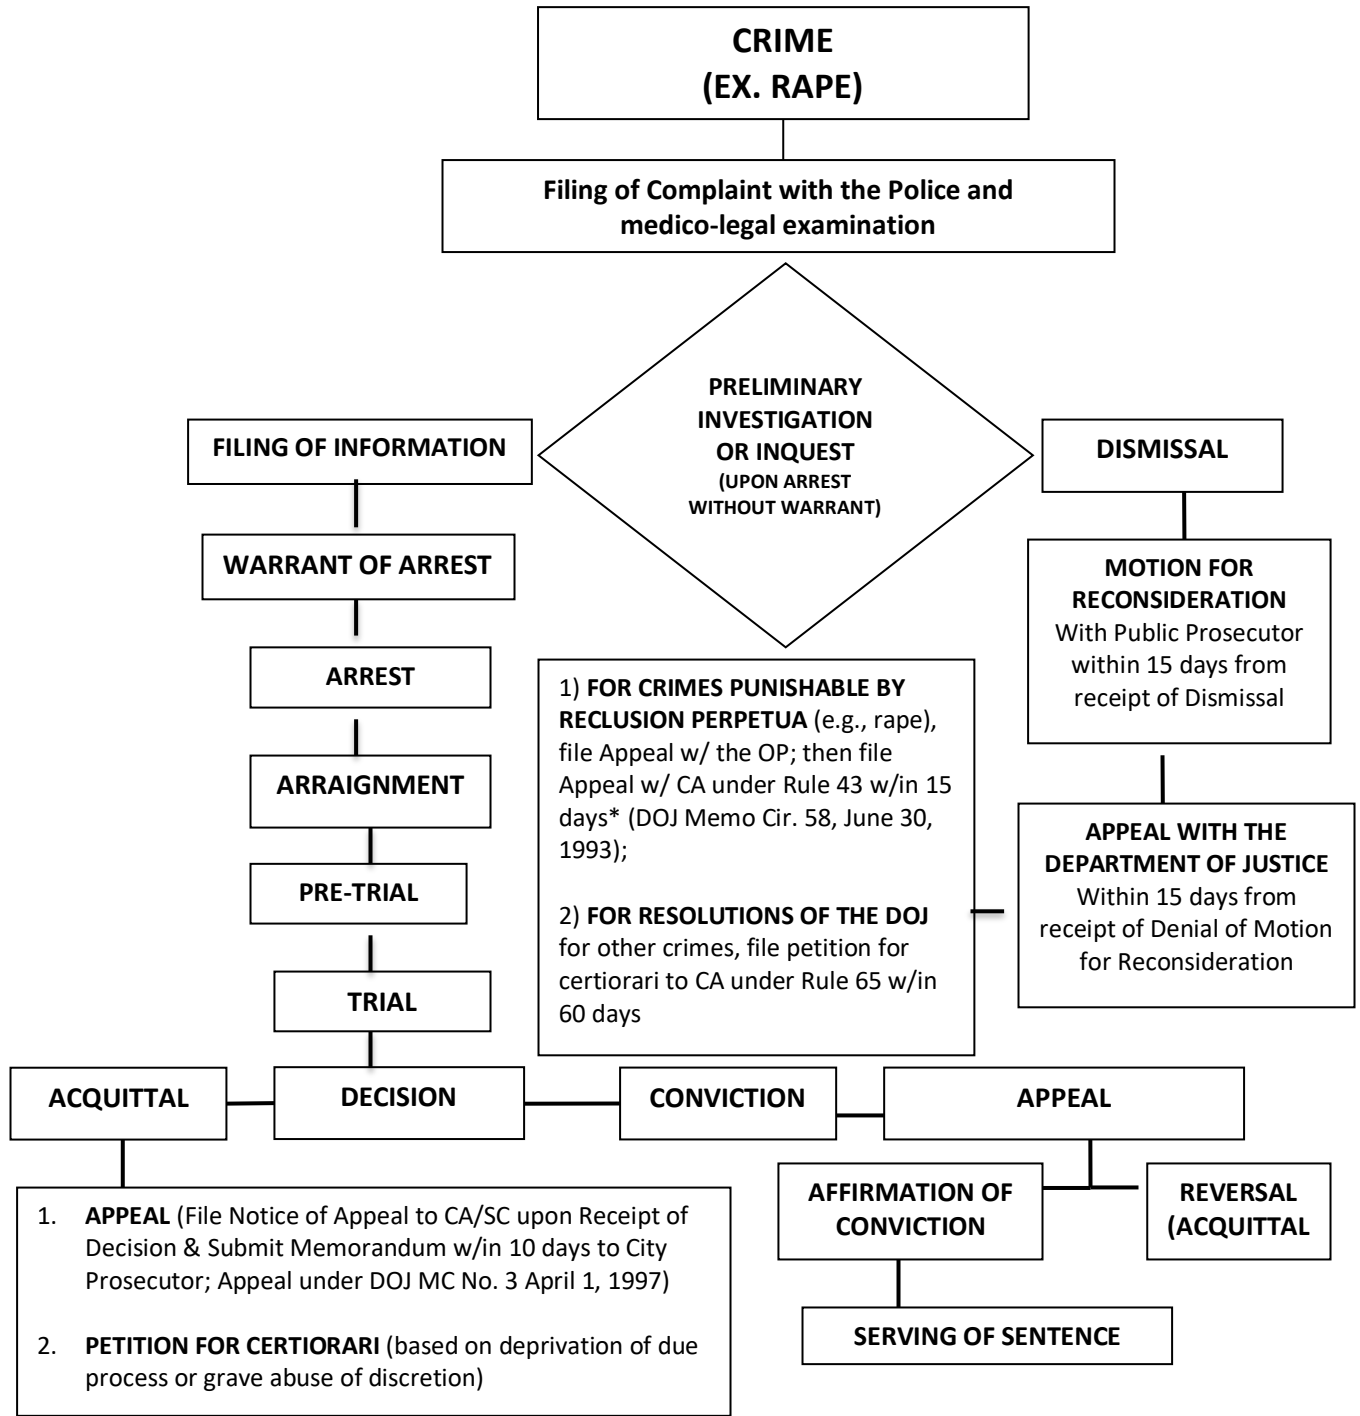 CRIME
(EX. RAPE)
Filing of Complaint with the Police and
medico-legal examination
PRELIMINARY
INVESTIGATION
OR INQUEST
(UPON ARREST
WITHOUT WARRANT)
FILING OF INFORMATION
WARRANT OF ARREST
ARREST
ARRAIGNMENT
PRE-TRIAL
TRIAL
DISMISSAL
MOTION FOR
RECONSIDERATION
With Public Prosecutor
within 15 days from
receipt of Dismissal
APPEAL WITH THE
DEPARTMENT OF JUSTICE
Within 15 days from
receipt of Denial of Motion
for Reconsideration
1) FOR CRIMES PUNISHABLE BY
RECLUSION PERPETUA (e.g., rape),
file Appeal w/ the OP; then file
Appeal w/ CA under Rule 43 w/in 15
days* (DOJ Memo Cir. 58, June 30,
1993);
2) FOR RESOLUTIONS OF THE DOJ
for other crimes, file petition for
certiorari to CA under Rule 65 w/in
60 days
ACQUITTAL
DECISION
CONVICTION
APPEAL
1. APPEAL (File Notice of Appeal to CA/SC upon Receipt of
Decision & Submit Memorandum w/in 10 days to City
Prosecutor; Appeal under DOJ MC No. 3 April 1, 1997)
2. PETITION FOR CERTIORARI (based on deprivation of due
process or grave abuse of discretion)
AFFIRMATION OF
CONVICTION
REVERSAL
(ACQUITTAL
SERVING OF SENTENCE